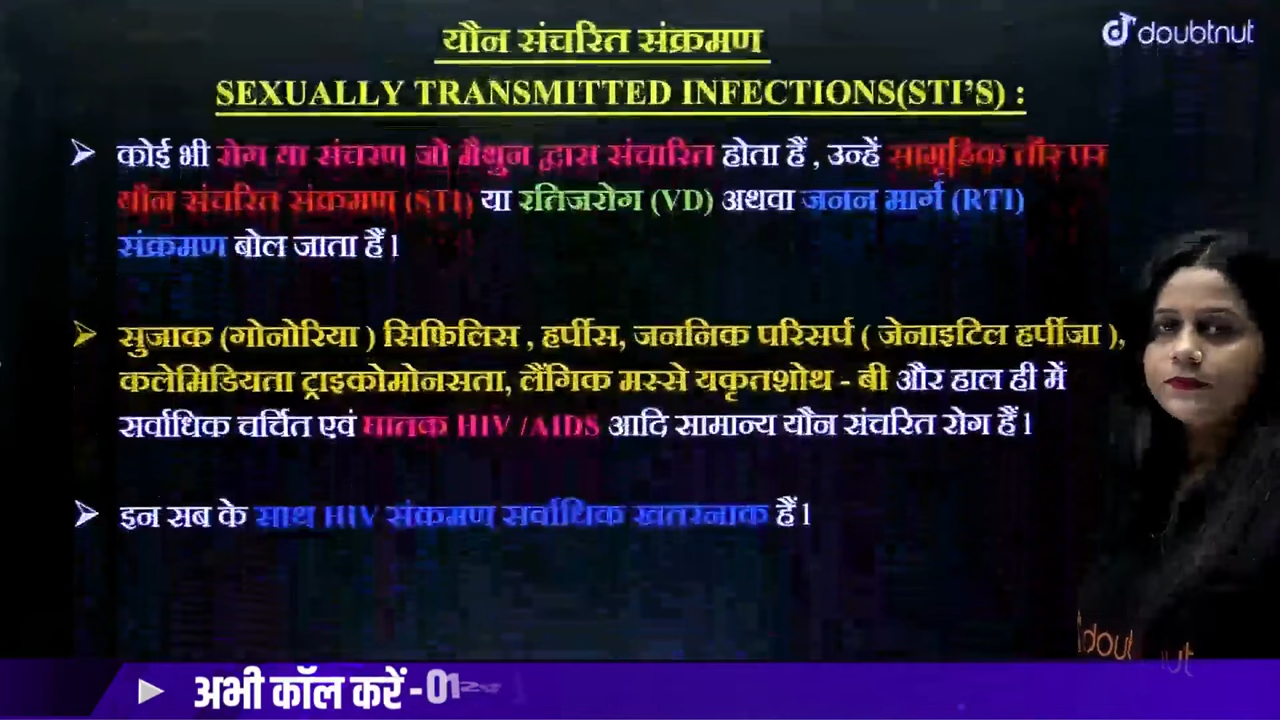 यौन संचरित संक्रमण
doubtnut
SEXUALLY TRANSMITTED INFECTIONS(STI'S) :
कोई भी रोग या संचरण जो मैथुन द्वारा संचारित होता हैं , उन्हें सामूहिक तौर पर
यौन संचरित संक्रमण (STI) या रतिजरोग (VD) अथवा जनन मार्ग (RTI)
संक्रमण बोल जाता हैं l
सुजाक (गोनोरिया ) सिफिलिस , हर्पीस, जननिक परिसर्प ( जेनाइटिल हर्पीजा ),
कलेमिडियता ट्राइकोमोनसता, लैंगिक मस्से यकृतशोथ - बी और हाल ही में
सर्वाधिक चर्चित एवं घातक HIV /AIDS आदि सामान्य यौन संचरित रोग हैं l
इन सब के साथ HIV संक्रमण सर्वाधिक खतरनाक हैं l
अभी कॉल करें - 01